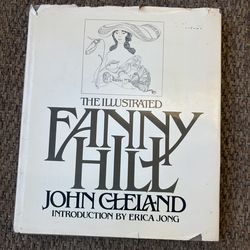 THE ILLUSTRATED
FANNY
HILL
JOHN CLELAND
INTRODUCTION BY ERICA JONG